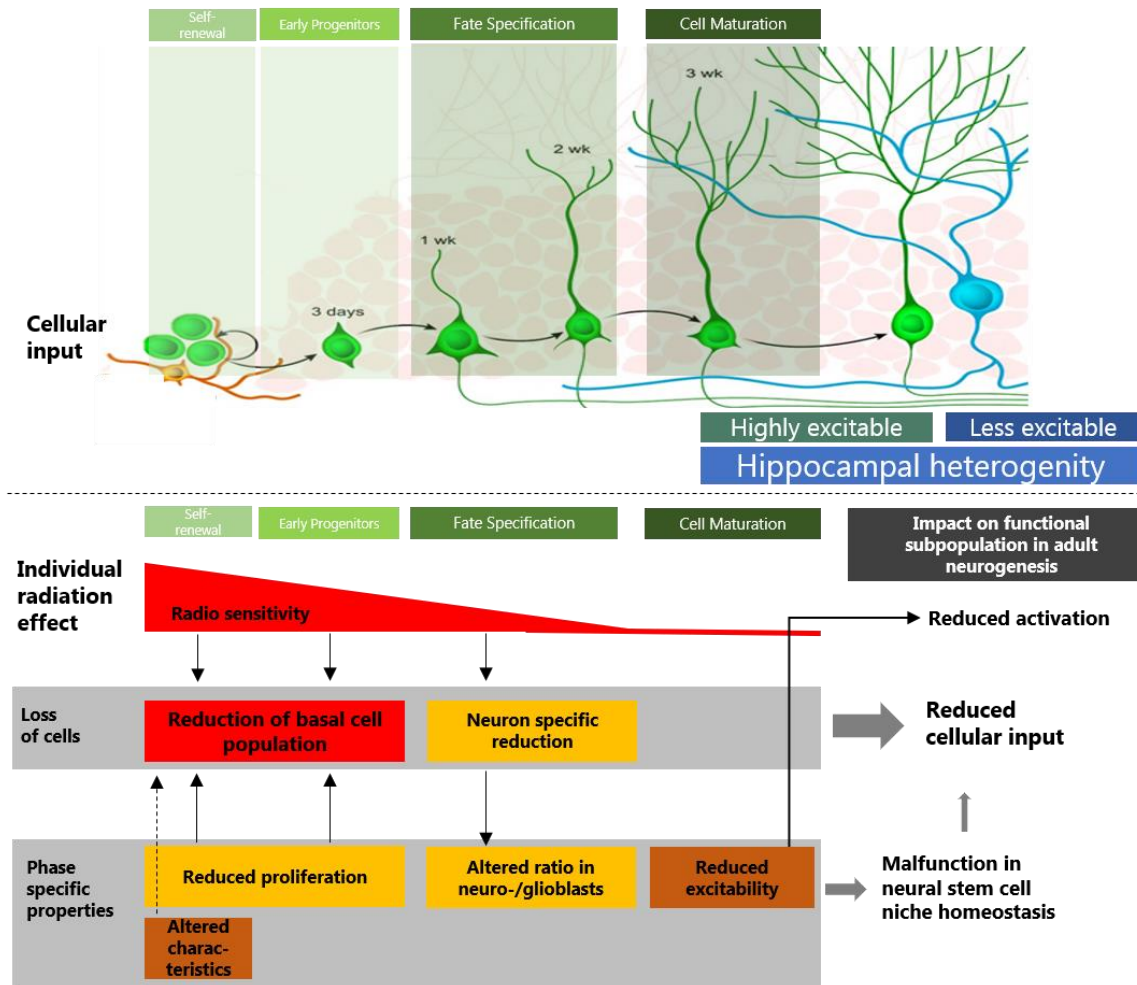 Self-
renewal
Early Progenitors
Fate Specification
Cell Maturation
3 wk
2 wk
1 wk
3 days
Cellular
input
Highly excitable
Less excitable
Hippocampal heterogenity
Self-
renewal
Early Progenitors
Fate Specification
Cell Maturation
Impact on functional
subpopulation in adult
neurogenesis
Individual
radiation
effect
Radio sensitivity
Reduced activation
Loss
of cells
Reduction of basal cell
population
Neuron specific
reduction
Reduced
cellular input
Phase
specific
properties
Reduced proliferation
Altered ratio in
neuro-/glioblasts
Reduced
excitability
Malfunction in
neural stem cell
niche homeostasis
Altered
charac-
teristics